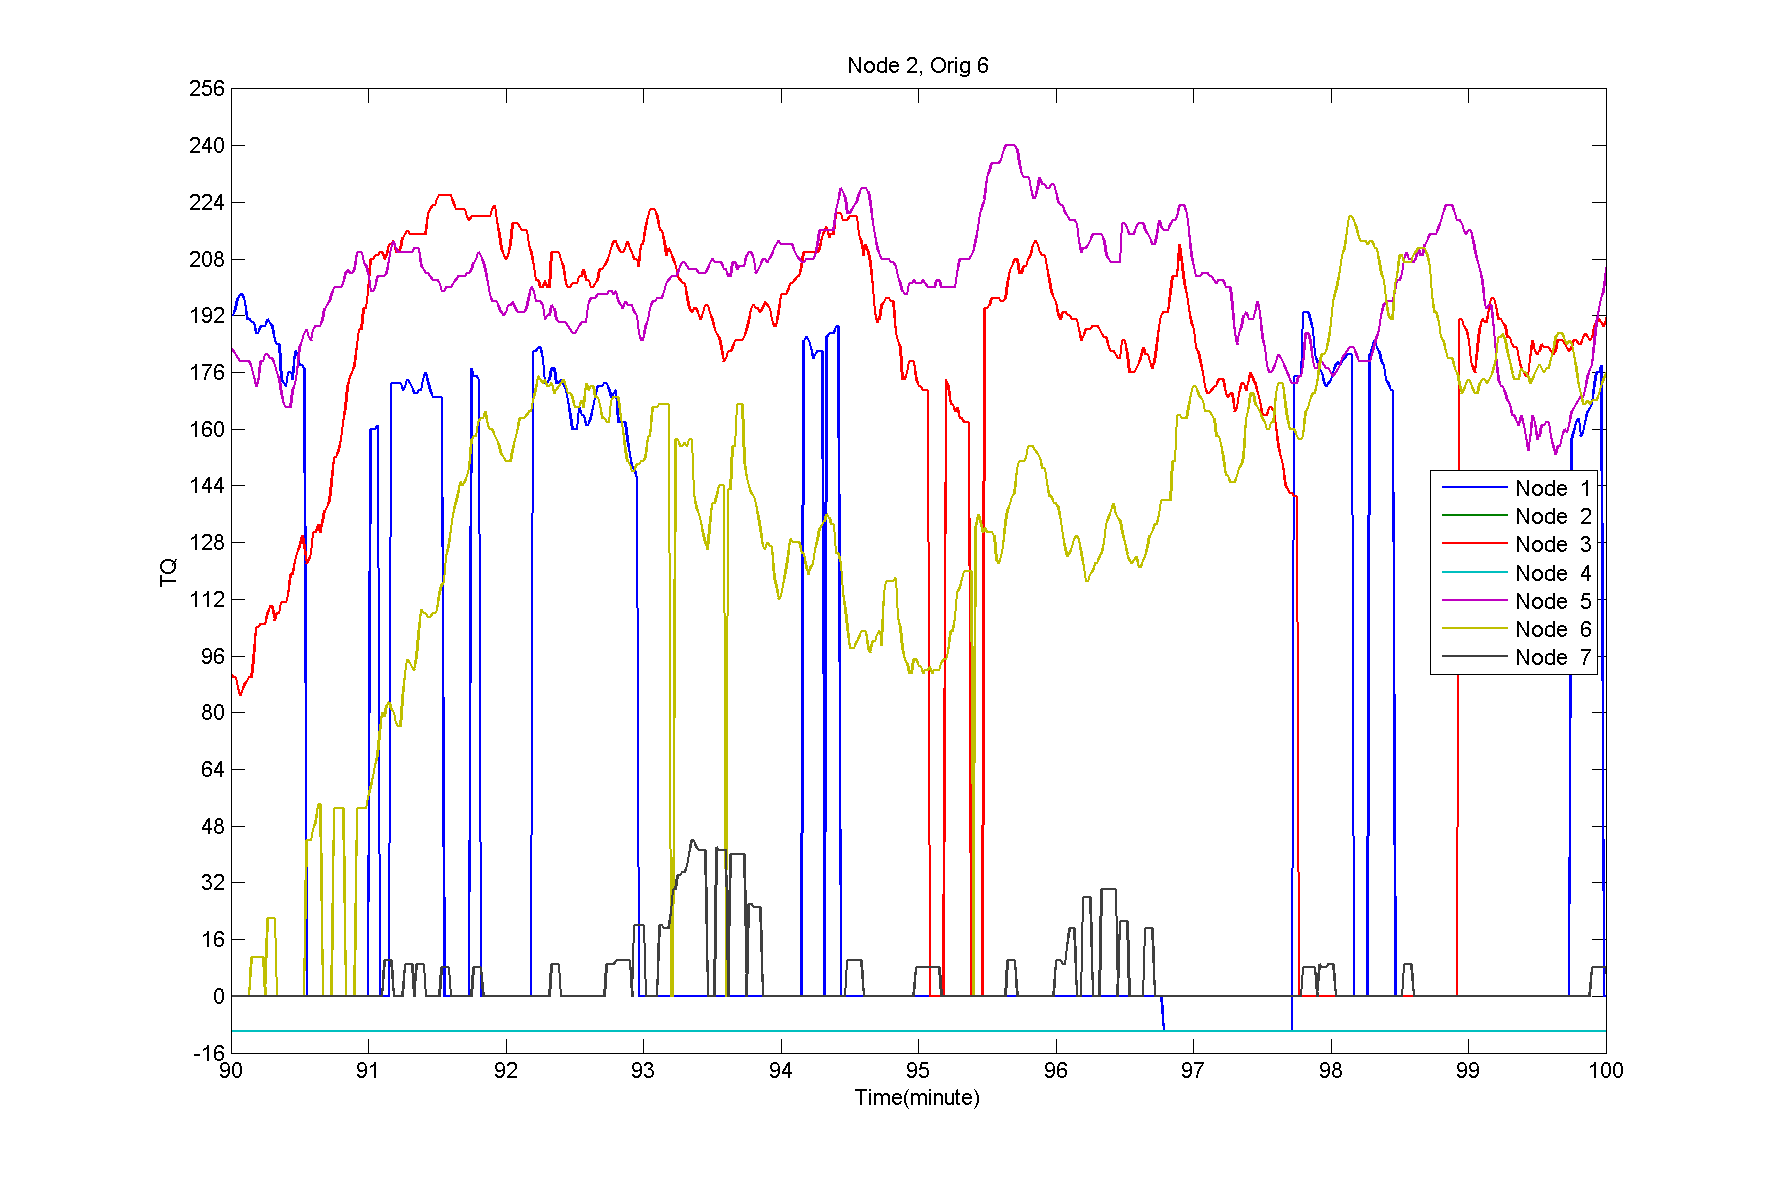 Node 2, Orig 6
256
240
224
208
192
176
160
144
128
112
96
80
64
48
32
16
0
-16
TQ
90 91 92 93 94 95 96 97 98 99 100
Time(minute)
Node 1
Node 2
Node 3
Node 4
Node 5
Node 6
Node 7